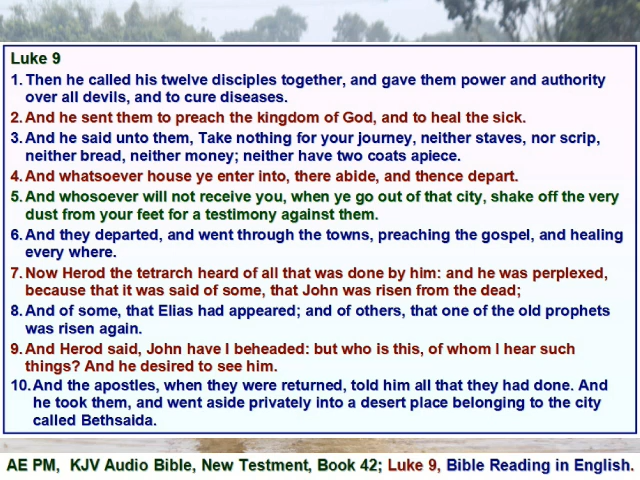 Luke 9
1. Then he called his twelve disciples together, and gave them power and authority
over all devils, and to cure diseases.
2. And he sent them to preach the kingdom of God, and to heal the sick.
3. And he said unto them, Take nothing for your journey, neither staves, nor scrip,
neither bread, neither money; neither have two coats apiece.
4. And whatsoever house ye enter into, there abide, and thence depart.
5. And whosoever will not receive you, when ye go out of that city, shake off the very
dust from your feet for a testimony against them.
6. And they departed, and went through the towns, preaching the gospel, and healing
every where.
7. Now Herod the tetrarch heard of all that was done by him: and he was perplexed,
because that it was said of some, that John was risen from the dead;
8. And of some, that Elias had appeared; and of others, that one of the old prophets
was risen again.
9. And Herod said, John have I beheaded: but who is this, of whom I hear such
things? And he desired to see him.
10. And the apostles, when they were returned, told him all that they had done. And
he took them, and went aside privately into a desert place belonging to the city
called Bethsaida.
AE PM, KJV Audio Bible, New Testment, Book 42; Luke 9, Bible Reading in English.